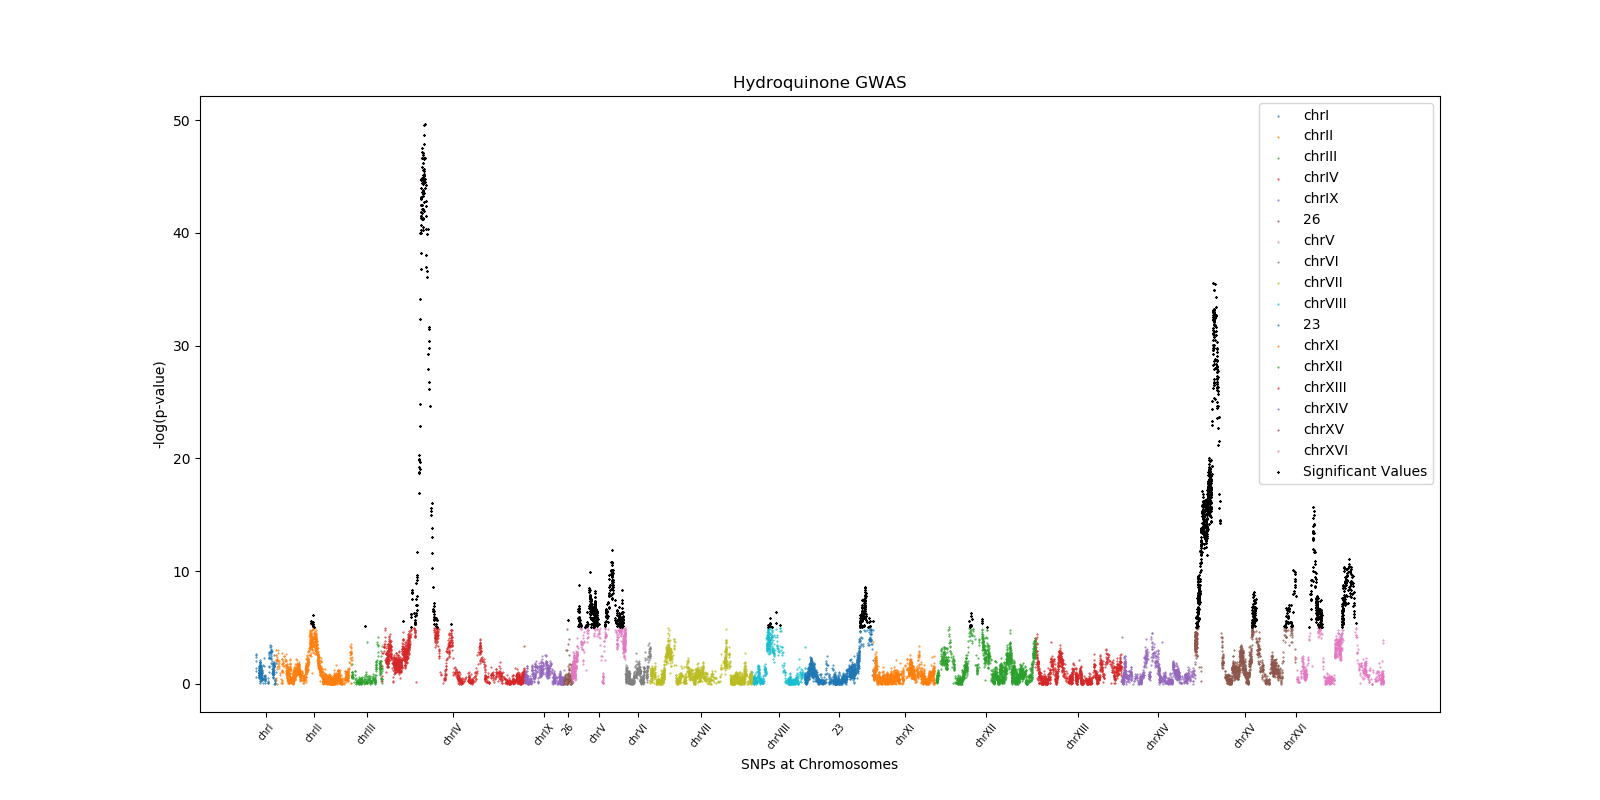 Hydroquinone GWAS
50
40
30
20
10
0
-log(p-value)
chrI
chrII
chrIII
chrIV
chrIX
26
chrV
chrVI
chrVII
chrVIII
23
chrXI
chrXII
chrXIII
chrXIV
chrXV
chrXVI
Significant Values
chrI
chrII
chrIII
chrIV
chrIX
26
chrV
chrVI
chrVII
chrVIII
23
chrXI
chrXII
chrXIII
chrXIV
chrXV
chrXVI
SNPs at Chromosomes